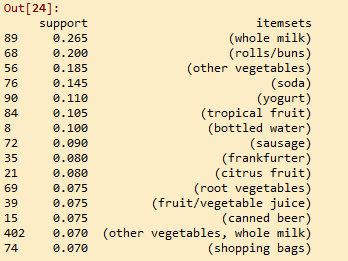 Out[24]:
support itemsets
89 0.265 (whole milk)
68 0.200 (rolls/buns)
56 0.185 (other vegetables)
76 0.145 (soda)
90 0.110 (yogurt)
84 0.105 (tropical fruit)
8 0.100 (bottled water)
72 0.090 (sausage)
35 0.080 (frankfurter)
21 0.080 (citrus fruit)
69 0.075 (root vegetables)
39 0.075 (fruit/vegetable juice)
15 0.075 (canned beer)
402 0.070 (other vegetables, whole milk)
74 0.070 (shopping bags)